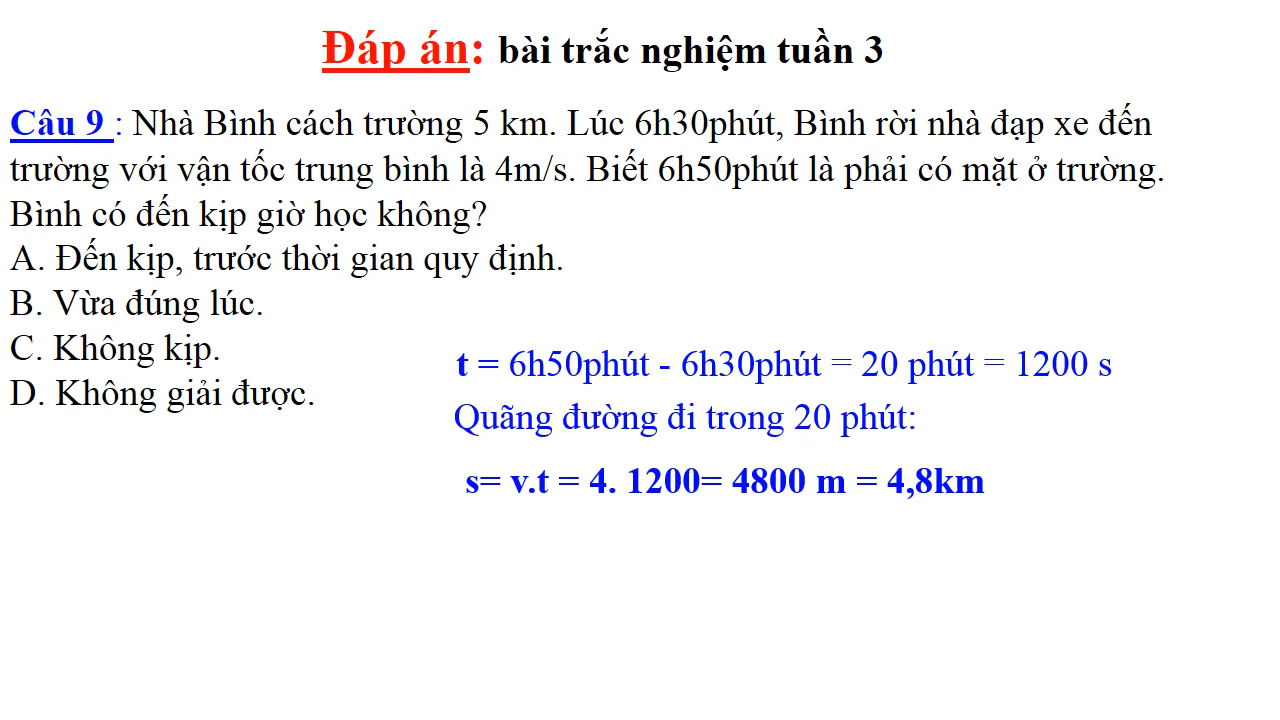 Đáp án: bài trắc nghiệm tuần 3
Câu 9 : Nhà Bình cách trường 5 km. Lúc 6h30phút, Bình rời nhà đạp xe đến
trường với vận tốc trung bình là 4m/s. Biết 6h50phút là phải có mặt ở trường.
Bình có đến kịp giờ học không?
A. Đến kịp, trước thời gian quy định.
B. Vừa đúng lúc.
C. Không kịp.
D. Không giải được.
t = 6h50phút - 6h30phút = 20 phút = 1200 s
Quãng đường đi trong 20 phút:
s= v.t = 4. 1200= 4800 m = 4,8km